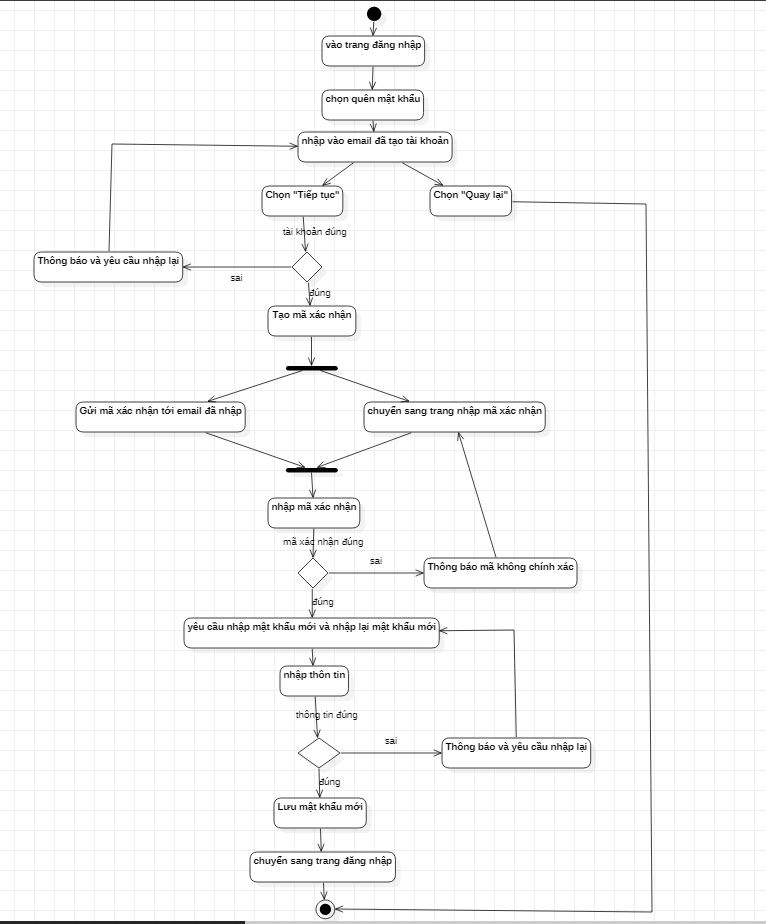 vào trang đăng nhập
chọn quên mật khẩu
nhập vào email đã tạo tài khoản
Chọn "Tiếp tục"
Chọn "Quay lại"
tài khoản đúng
Thông báo và yêu cầu nhập lại
sai
đúng
Tạo mã xác nhận
Gửi mã xác nhận tới email đã nhập
chuyển sang trang nhập mã xác nhận
nhập mã xác nhận
mã xác nhận đúng
sai
Thông báo mã không chính xác
đúng
yêu cầu nhập mật khẩu mới và nhập lại mật khẩu mới
nhập thôn tin
thông tin đúng
sai
Thông báo và yêu cầu nhập lại
đúng
Lưu mật khẩu mới
chuyển sang trang đăng nhập